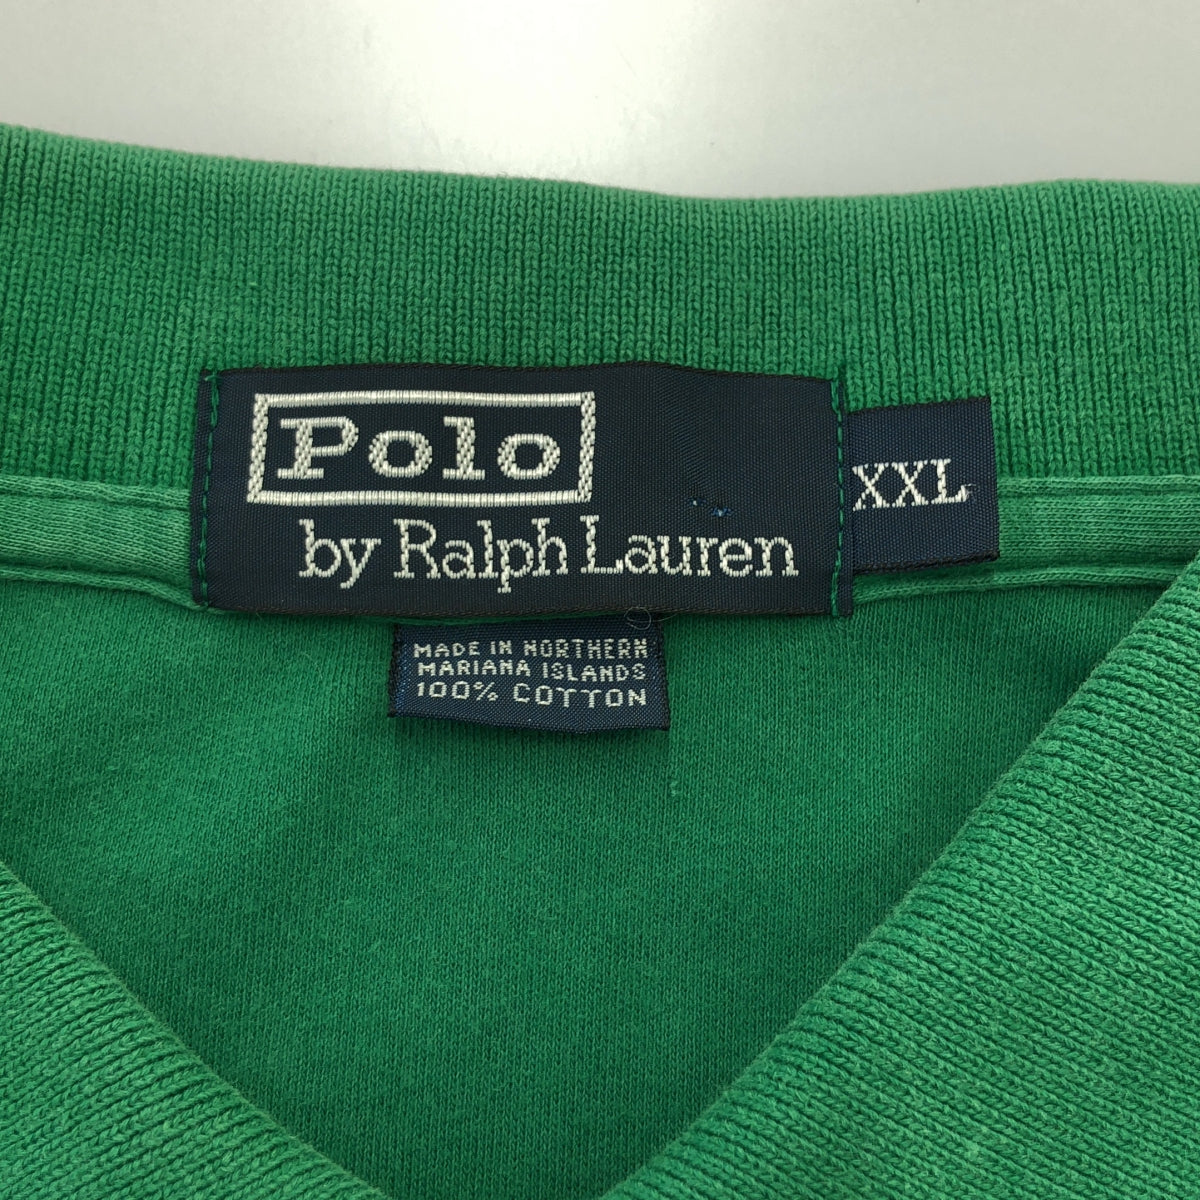 Polo
by Ralph Lauren
XXL
MADE IN NORTHERN
MARIANA ISLANDS
100% COTTON